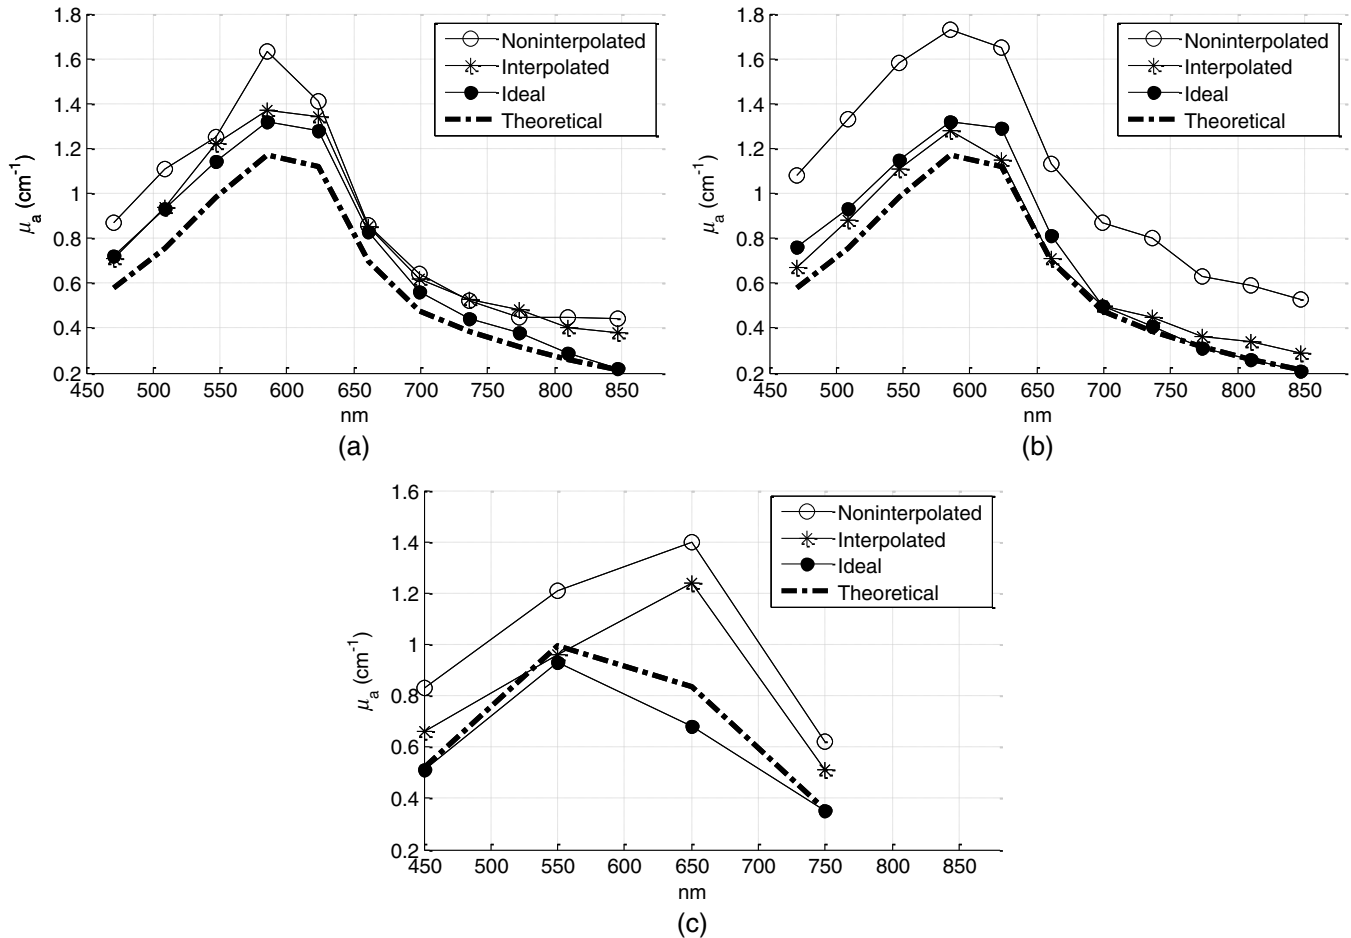 1.8
1.6
1.4
1.2
1
0.8
0.6
0.4
0.2
μa (cm-1)
450 500 550 600 650 700 750 800 850
nm
Noninterpolated
Interpolated
Ideal
Theoretical
(a)
1.8
1.6
1.4
1.2
1
0.8
0.6
0.4
0.2
μa (cm-1)
450 500 550 600 650 700 750 800 850
nm
Noninterpolated
Interpolated
Ideal
Theoretical
(b)
1.6
1.4
1.2
1
0.8
0.6
0.4
0.2
μa (cm-1)
450 500 550 600 650 700 750 800 850
nm
Noninterpolated
Interpolated
Ideal
Theoretical
(c)